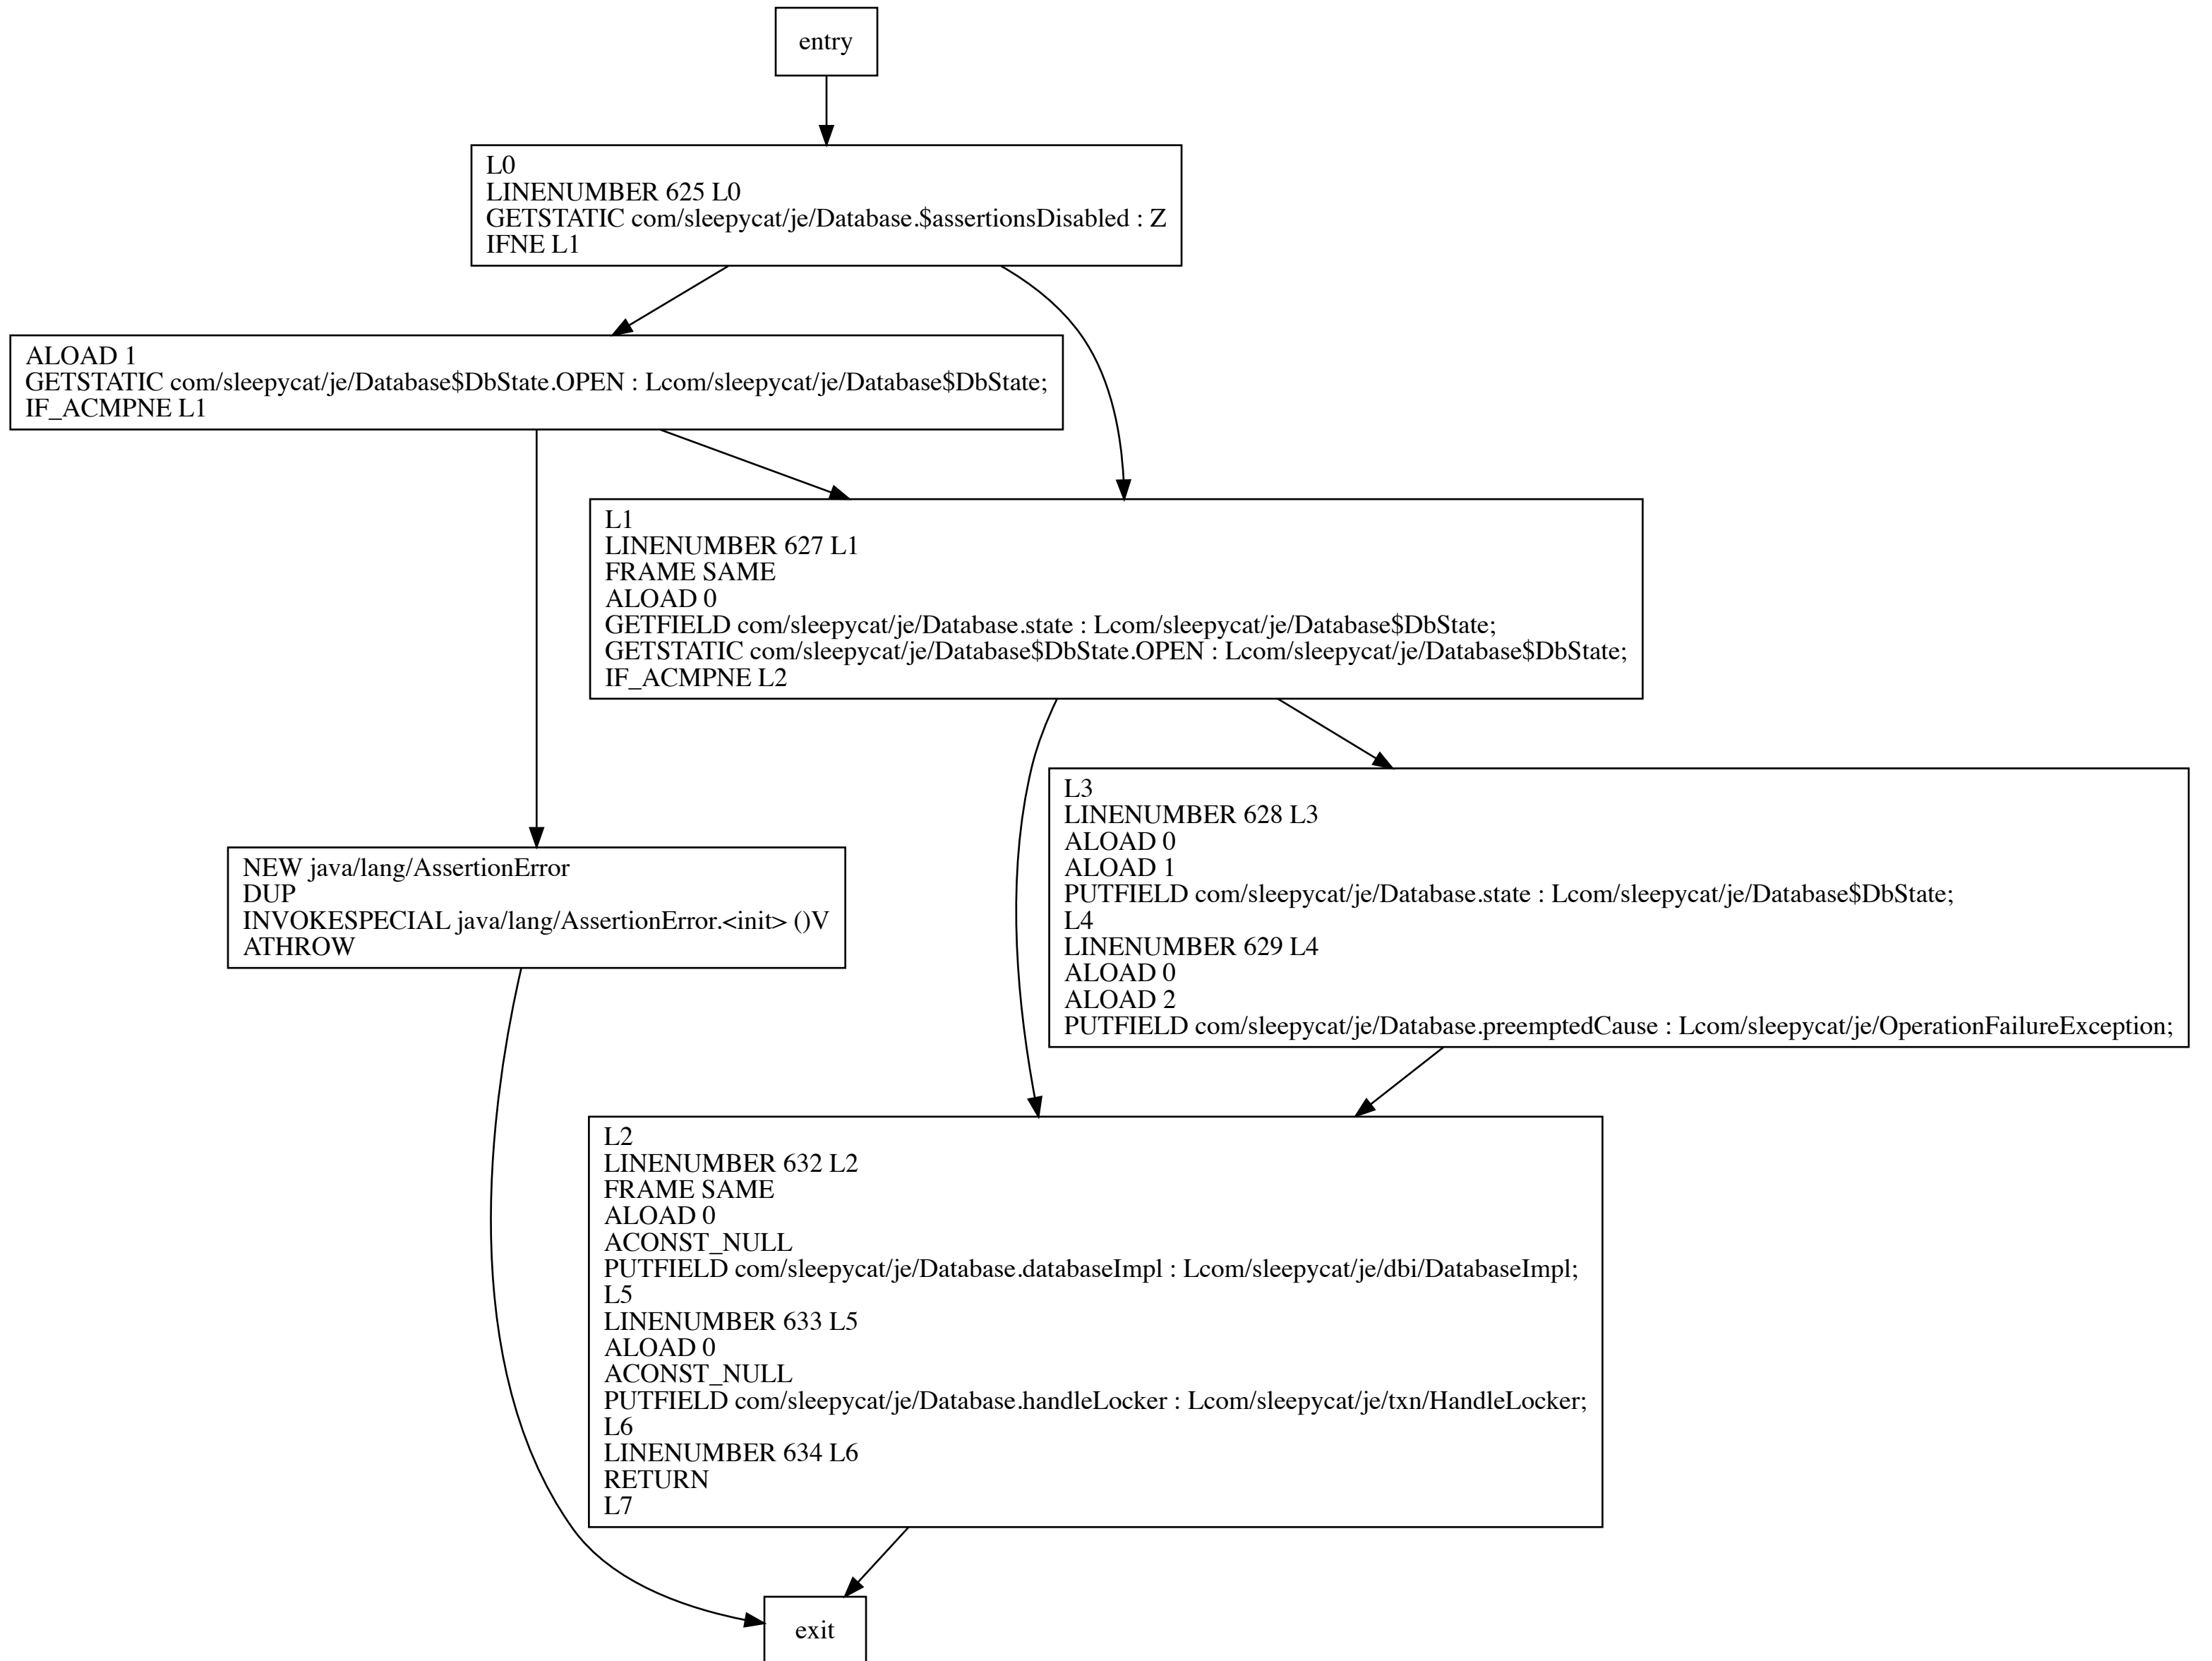 entry
L0
LINENUMBER 625 L0
GETSTATIC com/sleepycat/je/Database.$assertionsDisabled : Z
IFNE L1
ALOAD 1
GETSTATIC com/sleepycat/je/Database$DbState.OPEN : Lcom/sleepycat/je/Database$DbState;
IF_ACMPNE L1
L1
LINENUMBER 627 L1
FRAME SAME
ALOAD 0
GETFIELD com/sleepycat/je/Database.state : Lcom/sleepycat/je/Database$DbState;
GETSTATIC com/sleepycat/je/Database$DbState.OPEN : Lcom/sleepycat/je/Database$DbState;
IF_ACMPNE L2
L3
LINENUMBER 628 L3
ALOAD 0
ALOAD 1
PUTFIELD com/sleepycat/je/Database.state : Lcom/sleepycat/je/Database$DbState;
L4
LINENUMBER 629 L4
ALOAD 0
ALOAD 2
PUTFIELD com/sleepycat/je/Database.preemptedCause : Lcom/sleepycat/je/OperationFailureException;
NEW java/lang/AssertionError
DUP
INVOKESPECIAL java/lang/AssertionError.<init> ()V
ATHROW
L2
LINENUMBER 632 L2
FRAME SAME
ALOAD 0
ACONST_NULL
PUTFIELD com/sleepycat/je/Database.databaseImpl : Lcom/sleepycat/je/dbi/DatabaseImpl;
L5
LINENUMBER 633 L5
ALOAD 0
ACONST_NULL
PUTFIELD com/sleepycat/je/Database.handleLocker : Lcom/sleepycat/je/txn/HandleLocker;
L6
LINENUMBER 634 L6
RETURN
L7
exit